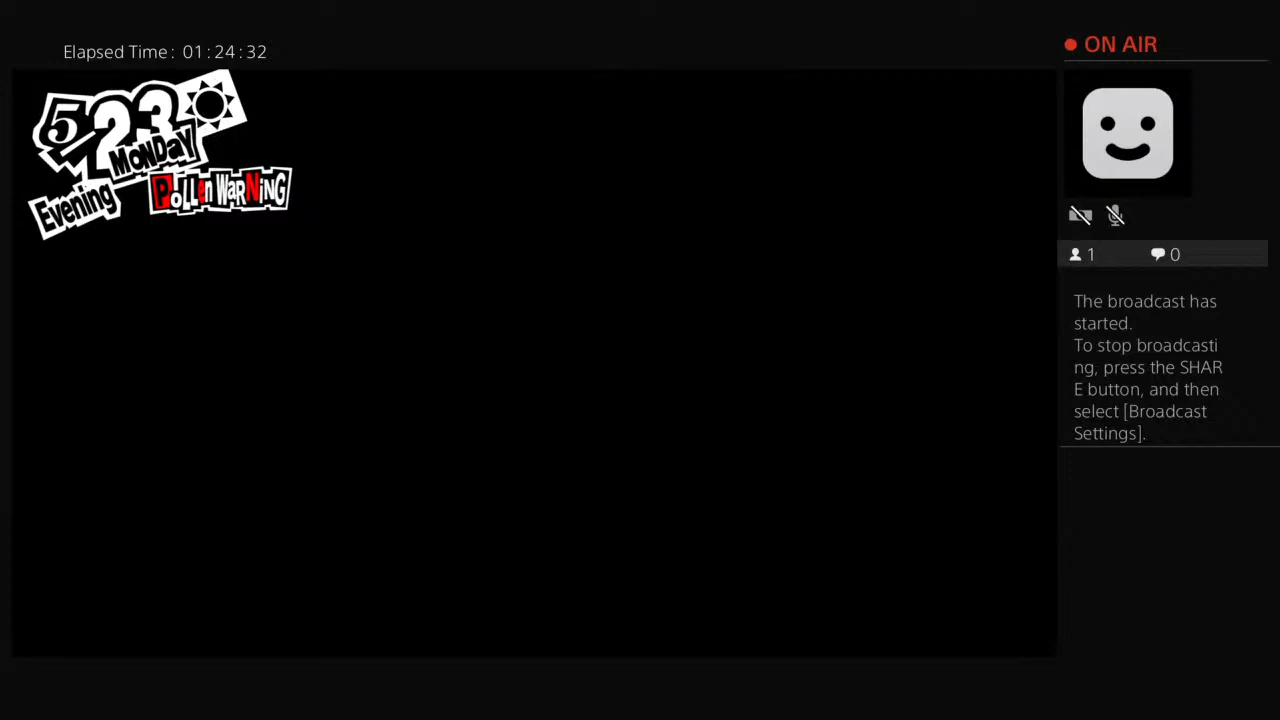 Elapsed Time: 01:24:32
ON AIR
5 23
MONDAY
Evening
POLLEN WARNING
1 0
The broadcast has
started.
To stop broadcasti
ng, press the SHAR
E button, and then
select [Broadcast
Settings].